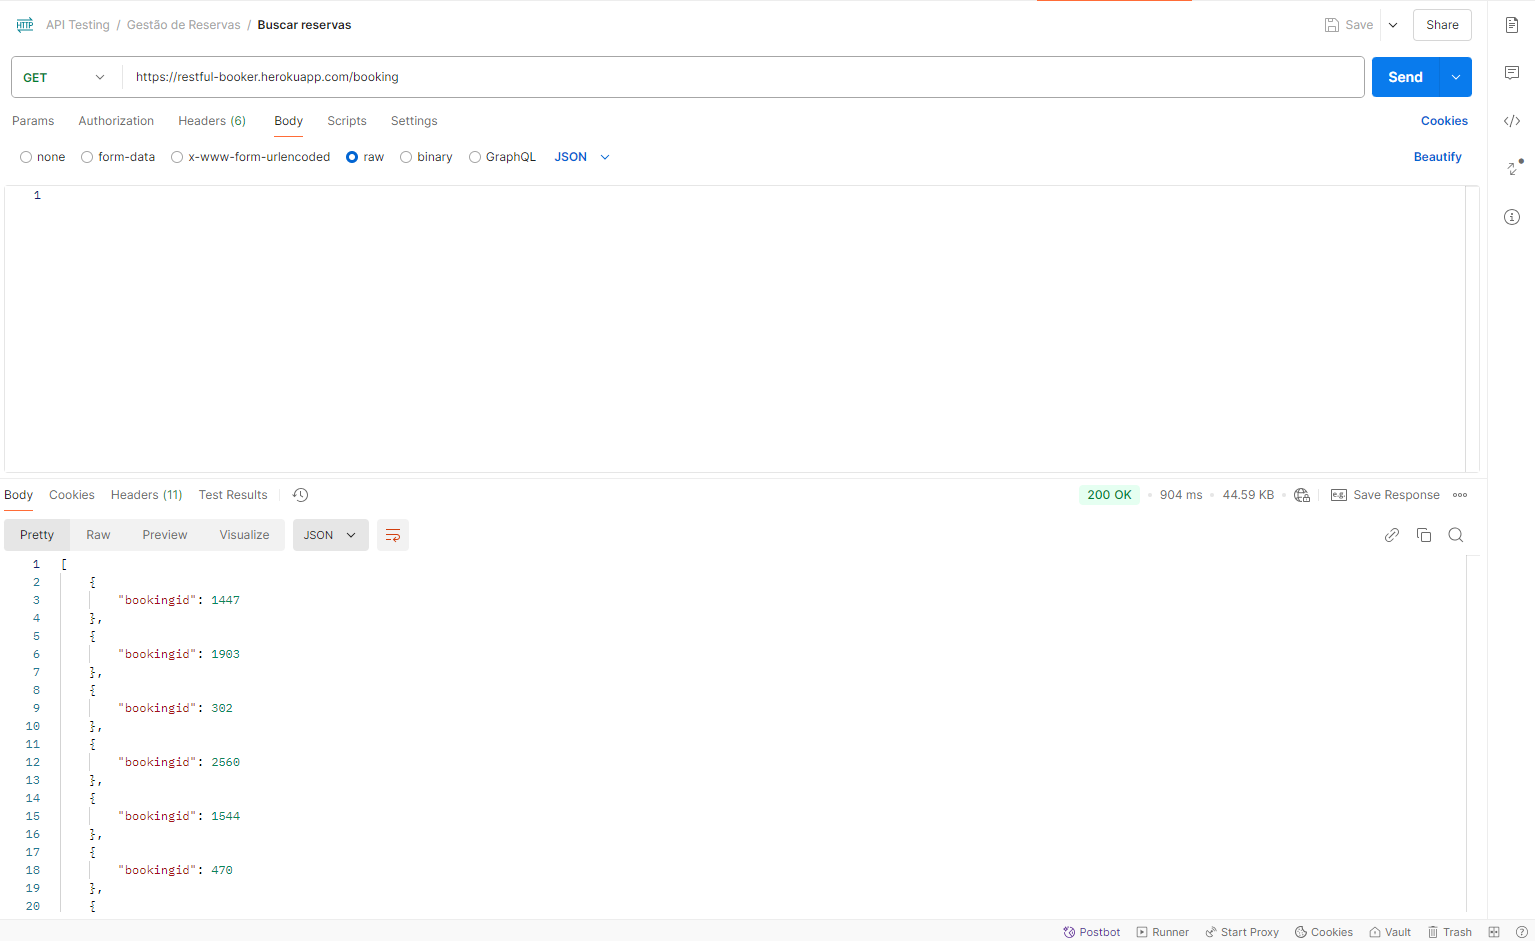 HTTP API Testing / Gestão de Reservas / Buscar reservas Save Share
GET https://restful-booker.herokuapp.com/booking Send
Params Authorization Headers (6) Body Scripts Settings Cookies
none form-data x-www-form-urlencoded raw binary GraphQL JSON Beautify
1
Body Cookies Headers (11) Test Results 200 OK 904 ms 44.59 KB e.g. Save Response
Pretty Raw Preview Visualize JSON
1 [
2 {
3 "bookingid": 1447
4 },
5 {
6 "bookingid": 1903
7 },
8 {
9 "bookingid": 302
10 },
11 {
12 "bookingid": 2560
13 },
14 {
15 "bookingid": 1544
16 },
17 {
18 "bookingid": 470
19 },
20 {
Postbot Runner Start Proxy Cookies Vault Trash